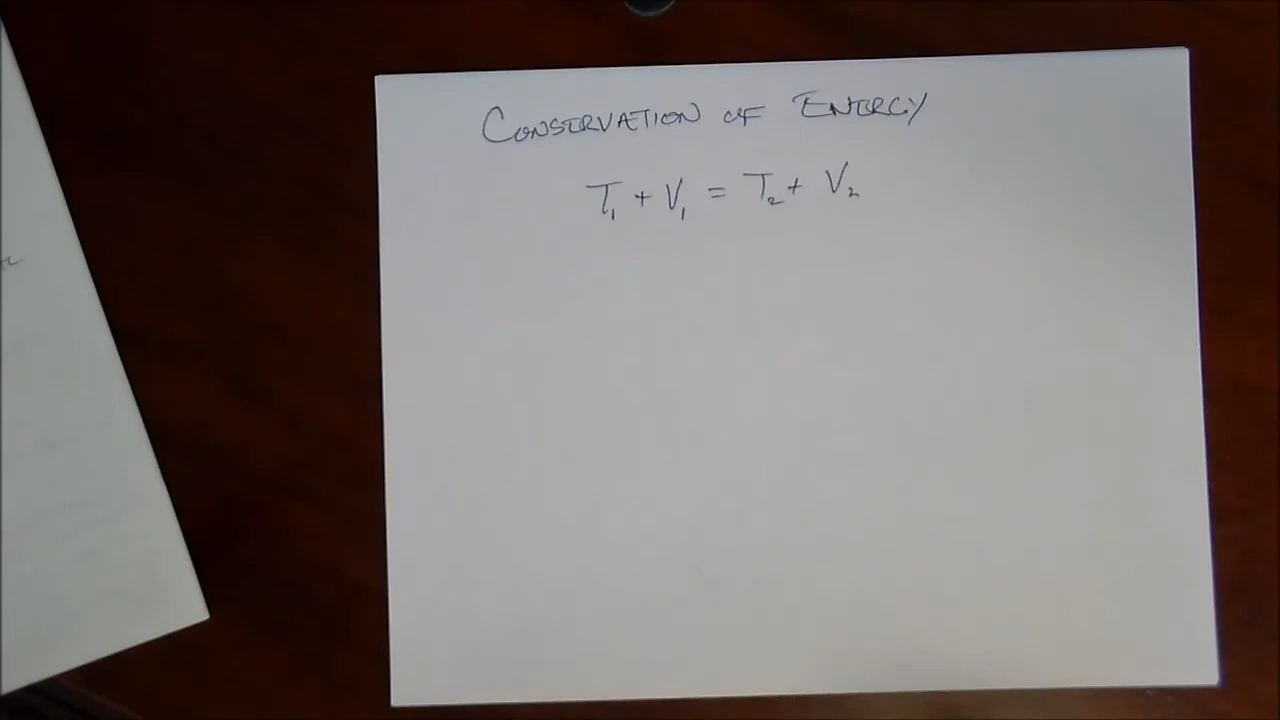 CONSERVATION OF ENERGY
T₁ + V₁ = T₂ + V₂